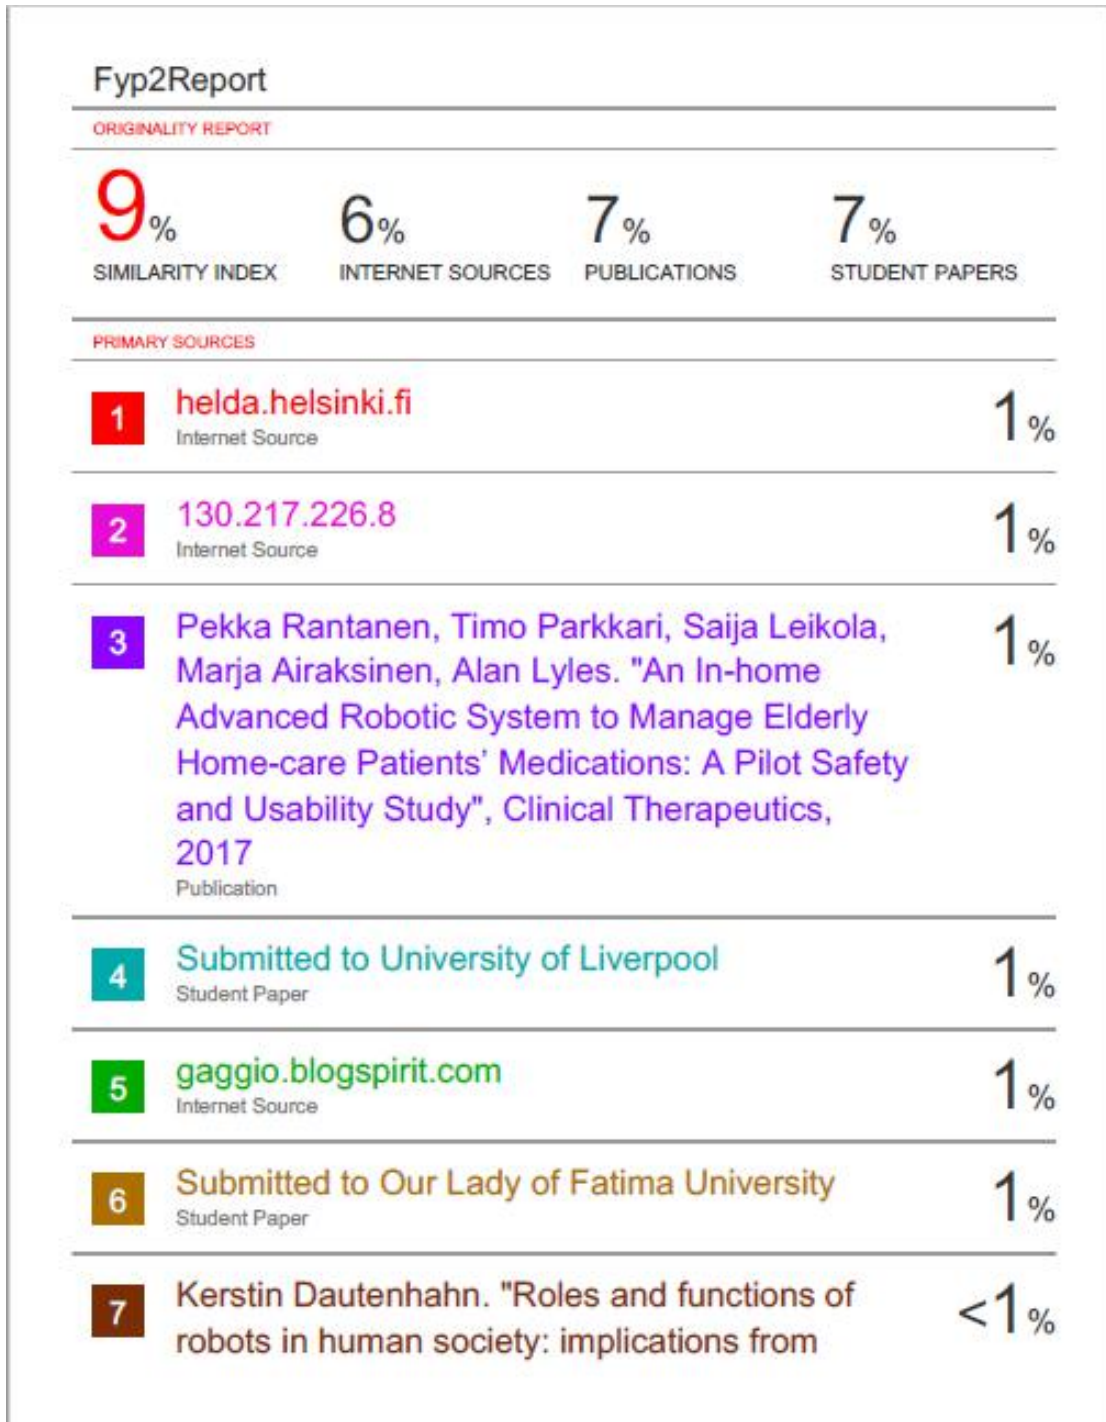 Fyp2Report
ORIGINALITY REPORT
9% 6% 7% 7%
SIMILARITY INDEX INTERNET SOURCES PUBLICATIONS STUDENT PAPERS
PRIMARY SOURCES
1 helda.helsinki.fi 1%
Internet Source
2 130.217.226.8 1%
Internet Source
3 Pekka Rantanen, Timo Parkkari, Saija Leikola, 1%
Marja Airaksinen, Alan Lyles. "An In-home
Advanced Robotic System to Manage Elderly
Home-care Patients’ Medications: A Pilot Safety
and Usability Study", Clinical Therapeutics,
2017
Publication
4 Submitted to University of Liverpool 1%
Student Paper
5 gaggio.blogspirit.com 1%
Internet Source
6 Submitted to Our Lady of Fatima University 1%
Student Paper
7 Kerstin Dautenhahn. "Roles and functions of <1%
robots in human society: implications from